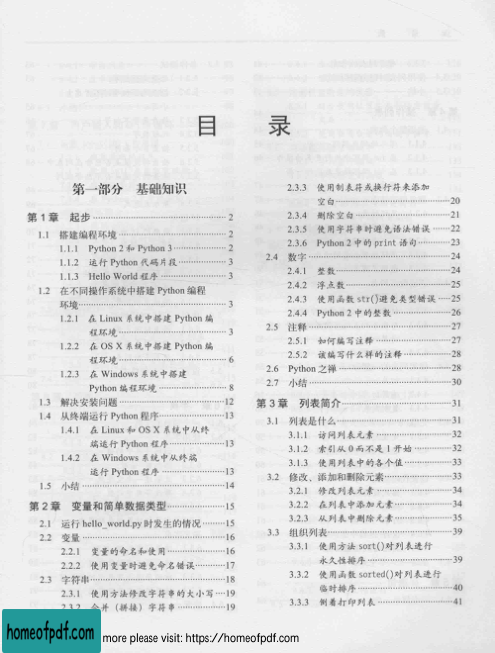 目 录
第一部分 基础知识
第1章 起步 2
1.1 搭建编程环境 2
1.1.1 Python 2和Python 3 2
1.1.2 运行Python代码片段 3
1.1.3 Hello World程序 3
1.2 在不同操作系统中搭建Python编程
环境 3
1.2.1 在Linux系统中搭建Python编
程环境 3
1.2.2 在OS X系统中搭建Python编
程环境 6
1.2.3 在Windows系统中搭建
Python编程环境 8
1.3 解决安装问题 12
1.4 从终端运行Python程序 13
1.4.1 在Linux和OS X系统中从终
端运行Python程序 13
1.4.2 在Windows系统中从终端
运行Python程序 13
1.5 小结 14
第2章 变量和简单数据类型 15
2.1 运行hello_world.py时发生的情况 15
2.2 变量 16
2.2.1 变量的命名和使用 16
2.2.2 使用变量时避免命名错误 17
2.3 字符串 18
2.3.1 使用方法修改字符串的大小写 19
2.3.2 合并（拼接）字符串 19
2.3.3 使用制表符或换行符来添加
空白 20
2.3.4 删除空白 21
2.3.5 使用字符串时避免语法错误 22
2.3.6 Python 2中的print语句 23
2.4 数字 24
2.4.1 整数 24
2.4.2 浮点数 25
2.4.3 使用函数str()避免类型错误 25
2.4.4 Python 2中的整数 26
2.5 注释 27
2.5.1 如何编写注释 27
2.5.2 该编写什么样的注释 28
2.6 Python之禅 28
2.7 小结 30
第3章 列表简介 31
3.1 列表是什么 31
3.1.1 访问列表元素 32
3.1.2 索引从0而不是1开始 32
3.1.3 使用列表中的各个值 33
3.2 修改、添加和删除元素 33
3.2.1 修改列表元素 34
3.2.2 在列表中添加元素 34
3.2.3 从列表中删除元素 35
3.3 组织列表 39
3.3.1 使用方法sort()对列表进行
永久性排序 39
3.3.2 使用函数sorted()对列表进行
临时排序 40
3.3.3 倒着打印列表 41
homeofpdf.com
more please visit: https://homeofpdf.com